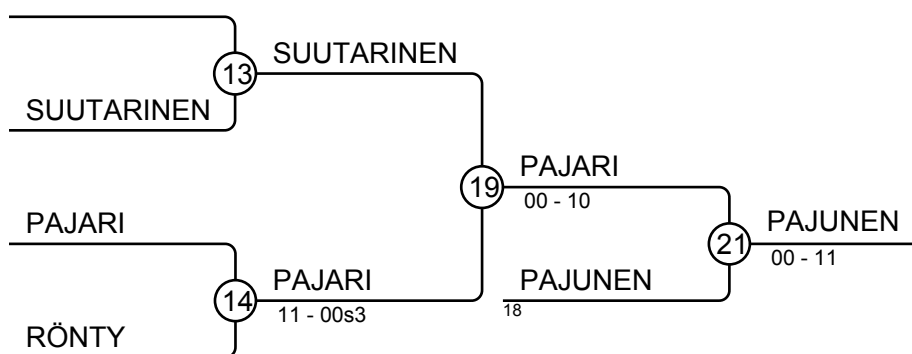 SUUTARINEN
13
SUUTARINEN
PAJARI
19
00 - 10
PAJARI
PAJUNEN
21
00 - 11
PAJARI
PAJUNEN
14
11 - 00s3
18
RÖNTY